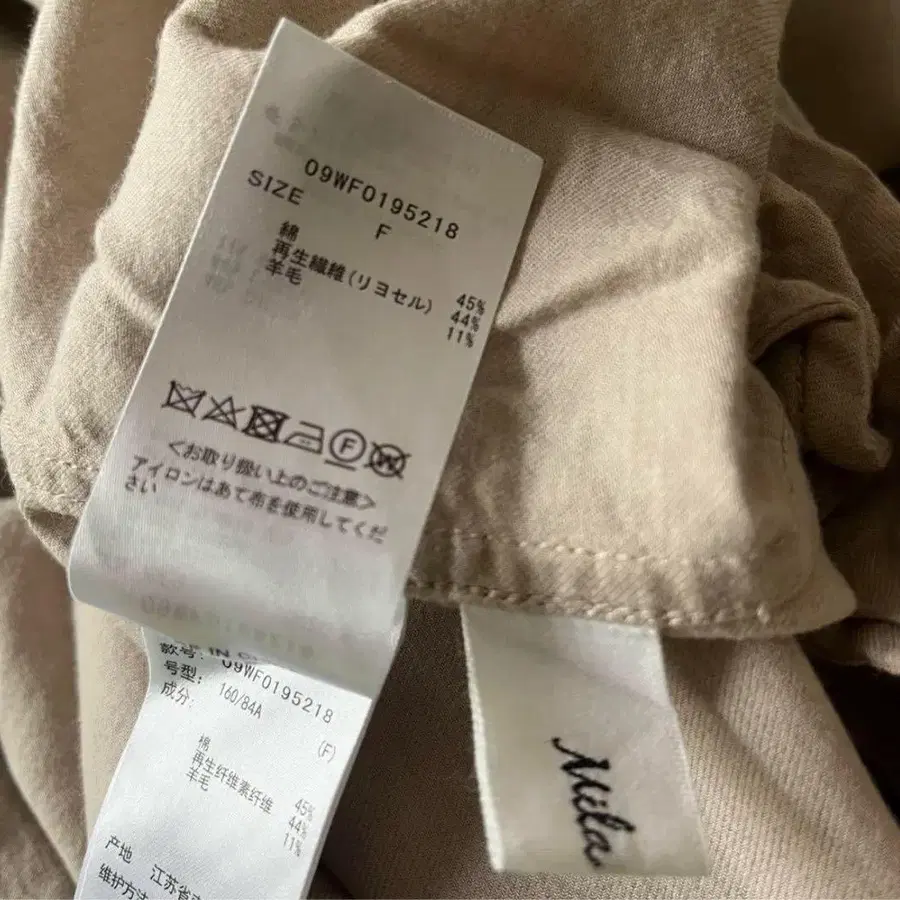 09WF0195218
SIZE F
綿 45%
再生繊維(リヨセル) 44%
羊毛 11%
F
W
<お取り扱い上のご注意>
アイロンはあて布を使用してくだ
さい
款号: 09WF0195218
号型: 160/84A (F)
成分:
棉 45%
再生纤维素纤维 44%
羊毛 11%
产地 江苏省
维护方法
Mila